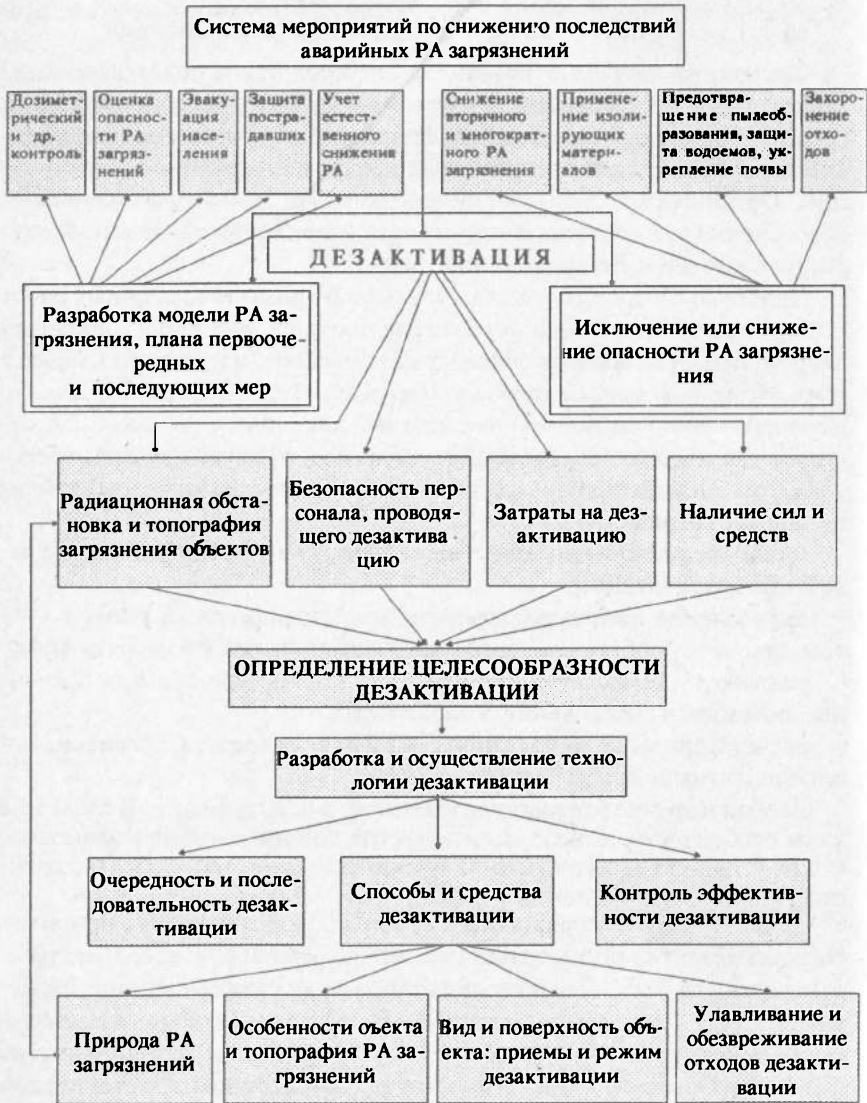 Система мероприятий по снижению последствий
аварийных РА загрязнений
Дозимет-
рический
и др.
контроль
Оценка
опаснос-
ти РА
загряз-
нений
Эваку-
ация
насе-
ления
Защита
постра-
давших
Учет
естест-
венного
снижения
РА
Снижение
вторичного
и многократ-
ного РА
загрязнения
Примене-
ние изоли-
рующих
матери-
алов
Предотвра-
щение пылеоб-
разования, защи-
та водоемов, ук-
репление почвы
Захоро-
нение
отхо-
дов
ДЕЗАКТИВАЦИЯ
Разработка модели РА за-
грязнения, плана первооче-
редных
и последующих мер
Исключение или сниже-
ние опасности РА загрязне-
ния
Радиационная обста-
новка и топография
загрязнения объектов
Безопасность пер-
сонала, проводя-
щего дезактива
цию
Затраты на дез-
активацию
Наличие сил и
средств
ОПРЕДЕЛЕНИЕ ЦЕЛЕСООБРАЗНОСТИ
ДЕЗАКТИВАЦИИ
Разработка и осуществление техно-
логии дезактивации
Очередность и после-
довательность дезак-
тивации
Способы и средства
дезактивации
Контроль эффектив-
ности дезактивации
Природа РА
загрязнений
Особенности оъекта
и топография РА за-
грязнений
Вид и поверхность объ-
екта: приемы и режим
дезактивации
Улавливание и
обезвреживание
отходов дезакти-
вации